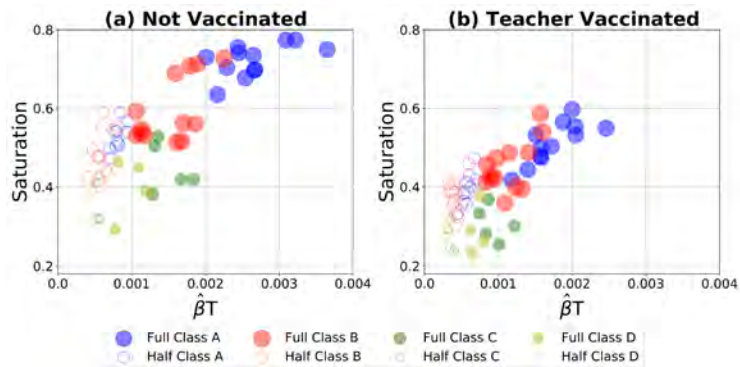 (a) Not Vaccinated
(b) Teacher Vaccinated
0.8
0.6
0.4
0.2
Saturation
0.0
0.001
0.002
0.003
0.004
β̂T
0.8
0.6
0.4
0.2
Saturation
0.0
0.001
0.002
0.003
0.004
β̂T
Full Class A
Full Class B
Full Class C
Full Class D
Half Class A
Half Class B
Half Class C
Half Class D